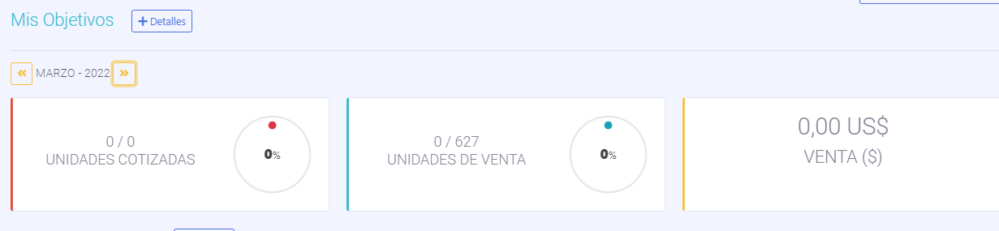 Mis Objetivos
+ Detalles
« MARZO - 2022 »
0 / 0
UNIDADES COTIZADAS
0%
0 / 627
UNIDADES DE VENTA
0%
0,00 US$
VENTA ($)